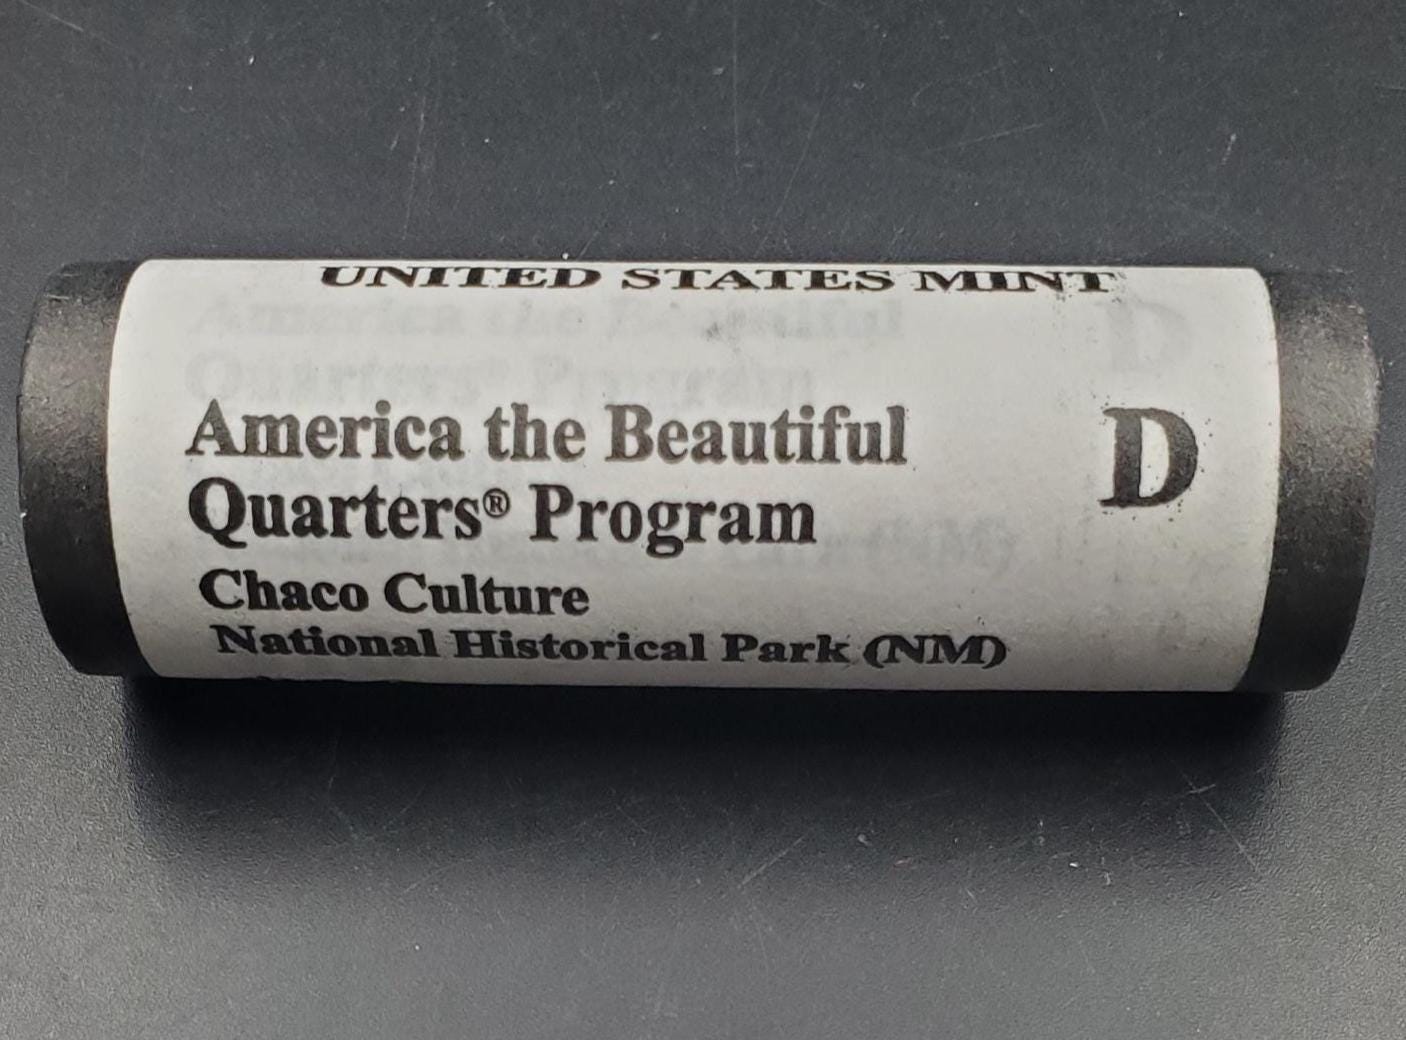 UNITED STATES MINT
America the Beautiful
Quarters® Program
D
Chaco Culture
National Historical Park (NM)